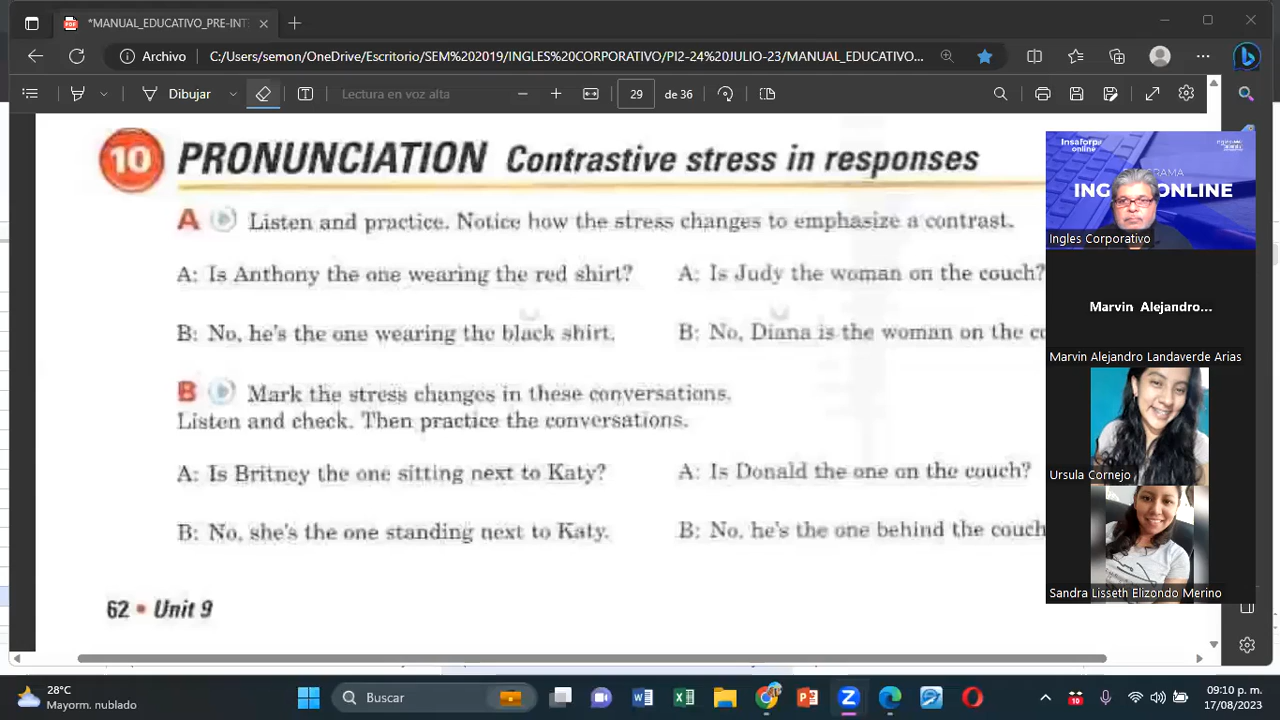 *MANUAL_EDUCATIVO_PRE-INT
Archivo
C:/Users/semon/OneDrive/Escritorio/SEM%202019/INGLES%20CORPORATIVO/PI2-24%20JULIO-23/MANUAL_EDUCATIVO...
Dibujar
Lectura en voz alta
29
de 36
10 PRONUNCIATION Contrastive stress in responses
A Listen and practice. Notice how the stress changes to emphasize a contrast.
A: Is Anthony the one wearing the red shirt?
B: No, he's the one wearing the black shirt.
A: Is Judy the woman on the couch?
B: No, Diana is the woman on the co
B Mark the stress changes in these conversations.
Listen and check. Then practice the conversations.
A: Is Britney the one sitting next to Katy?
B: No, she's the one standing next to Katy.
A: Is Donald the one on the couch?
B: No, he's the one behind the couch
62 • Unit 9
Insaforp
online
ONLINE
Ingles Corporativo
Marvin Alejandro...
Marvin Alejandro Landaverde Arias
Ursula Cornejo
Sandra Lisseth Elizondo Merino
28°C
Mayorm. nublado
Buscar
10
09:10 p. m.
17/08/2023